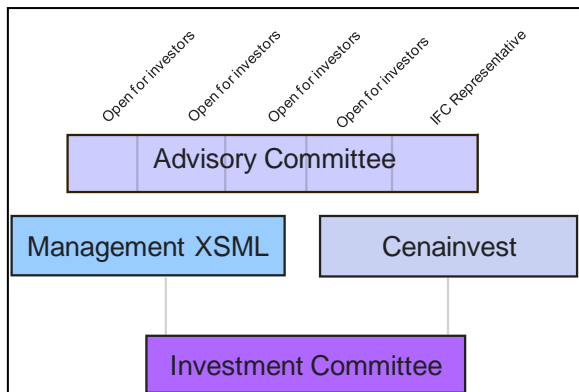 Open for investors
Open for investors
Open for investors
Open for investors
IFC Representative
Advisory Committee
Management XSML
Cenainvest
Investment Committee